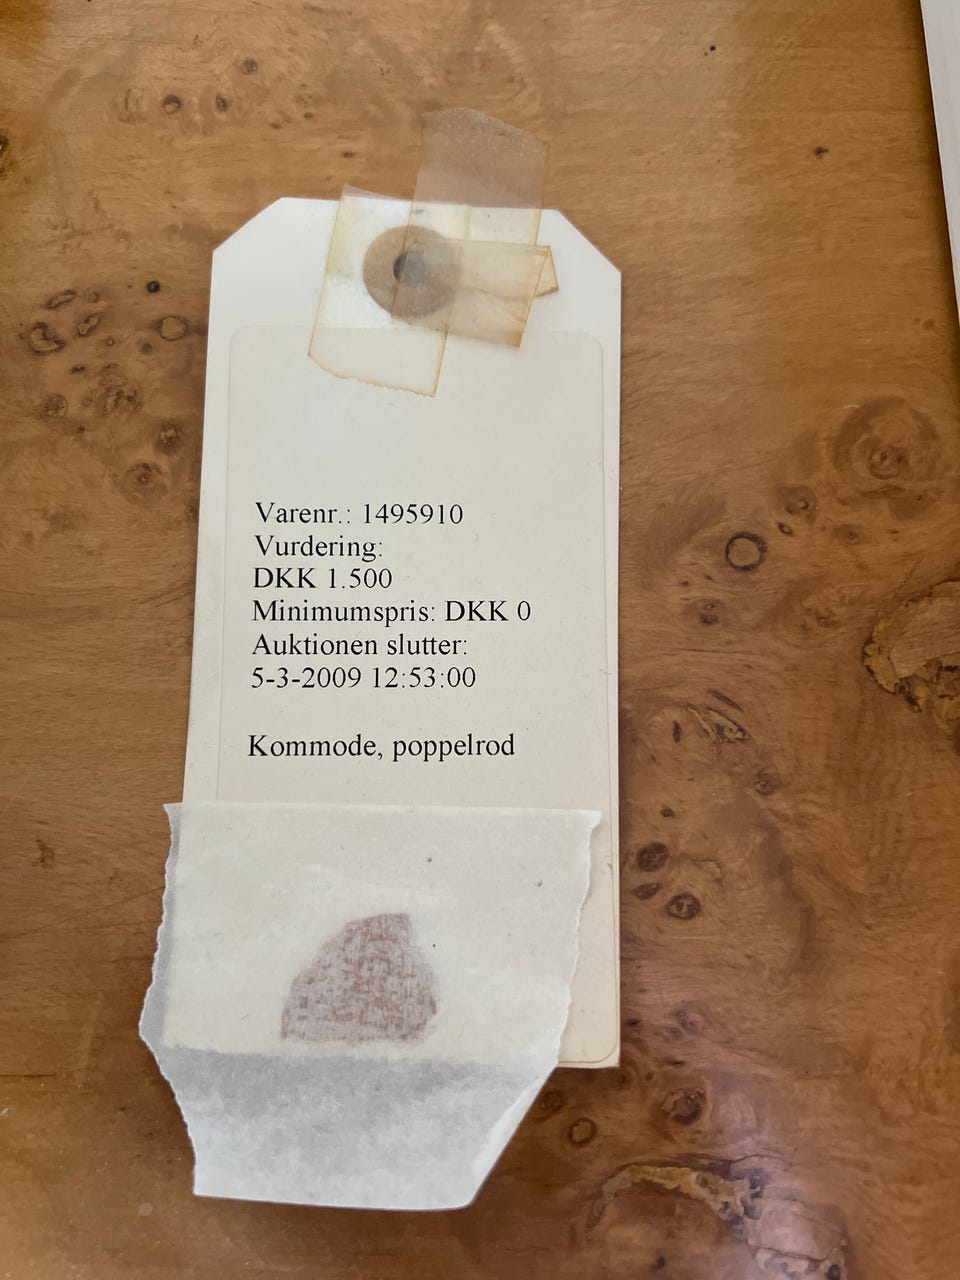 Varenr.: 1495910
Vurdering:
DKK 1.500
Minimumspris: DKK 0
Auktionen slutter:
5-3-2009 12:53:00
Kommode, poppelrod